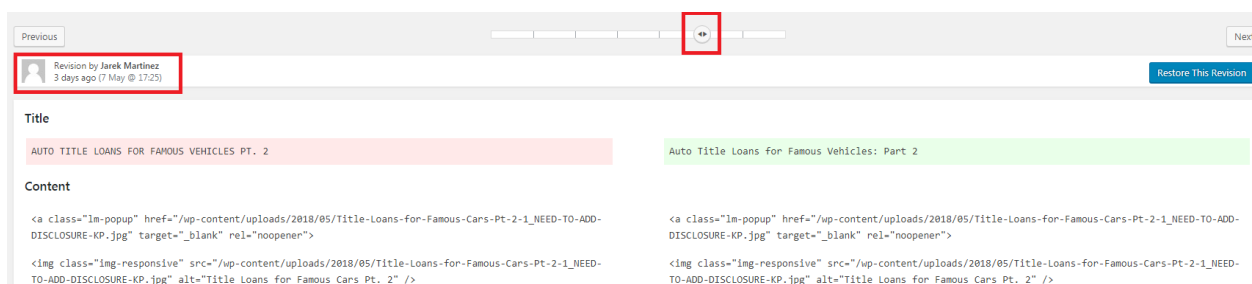 Previous
Next
Revision by Jarek Martinez
3 days ago (7 May @ 17:25)
Restore This Revision
Title
AUTO TITLE LOANS FOR FAMOUS VEHICLES PT. 2
Auto Title Loans for Famous Vehicles: Part 2
Content
<a class="lm-popup" href="/wp-content/uploads/2018/05/Title-Loans-for-Famous-Cars-Pt-2-1_NEED-TO-ADD-
DISCLOSURE-KP.jpg" target="_blank" rel="noopener">
<img class="img-responsive" src="/wp-content/uploads/2018/05/Title-Loans-for-Famous-Cars-Pt-2-1_NEED-
TO-ADD-DISCLOSURE-KP.jpg" alt="Title Loans for Famous Cars Pt. 2" />
<a class="lm-popup" href="/wp-content/uploads/2018/05/Title-Loans-for-Famous-Cars-Pt-2-1_NEED-TO-ADD-
DISCLOSURE-KP.jpg" target="_blank" rel="noopener">
<img class="img-responsive" src="/wp-content/uploads/2018/05/Title-Loans-for-Famous-Cars-Pt-2-1_NEED-
TO-ADD-DISCLOSURE-KP.jpg" alt="Title Loans for Famous Cars Pt. 2" />